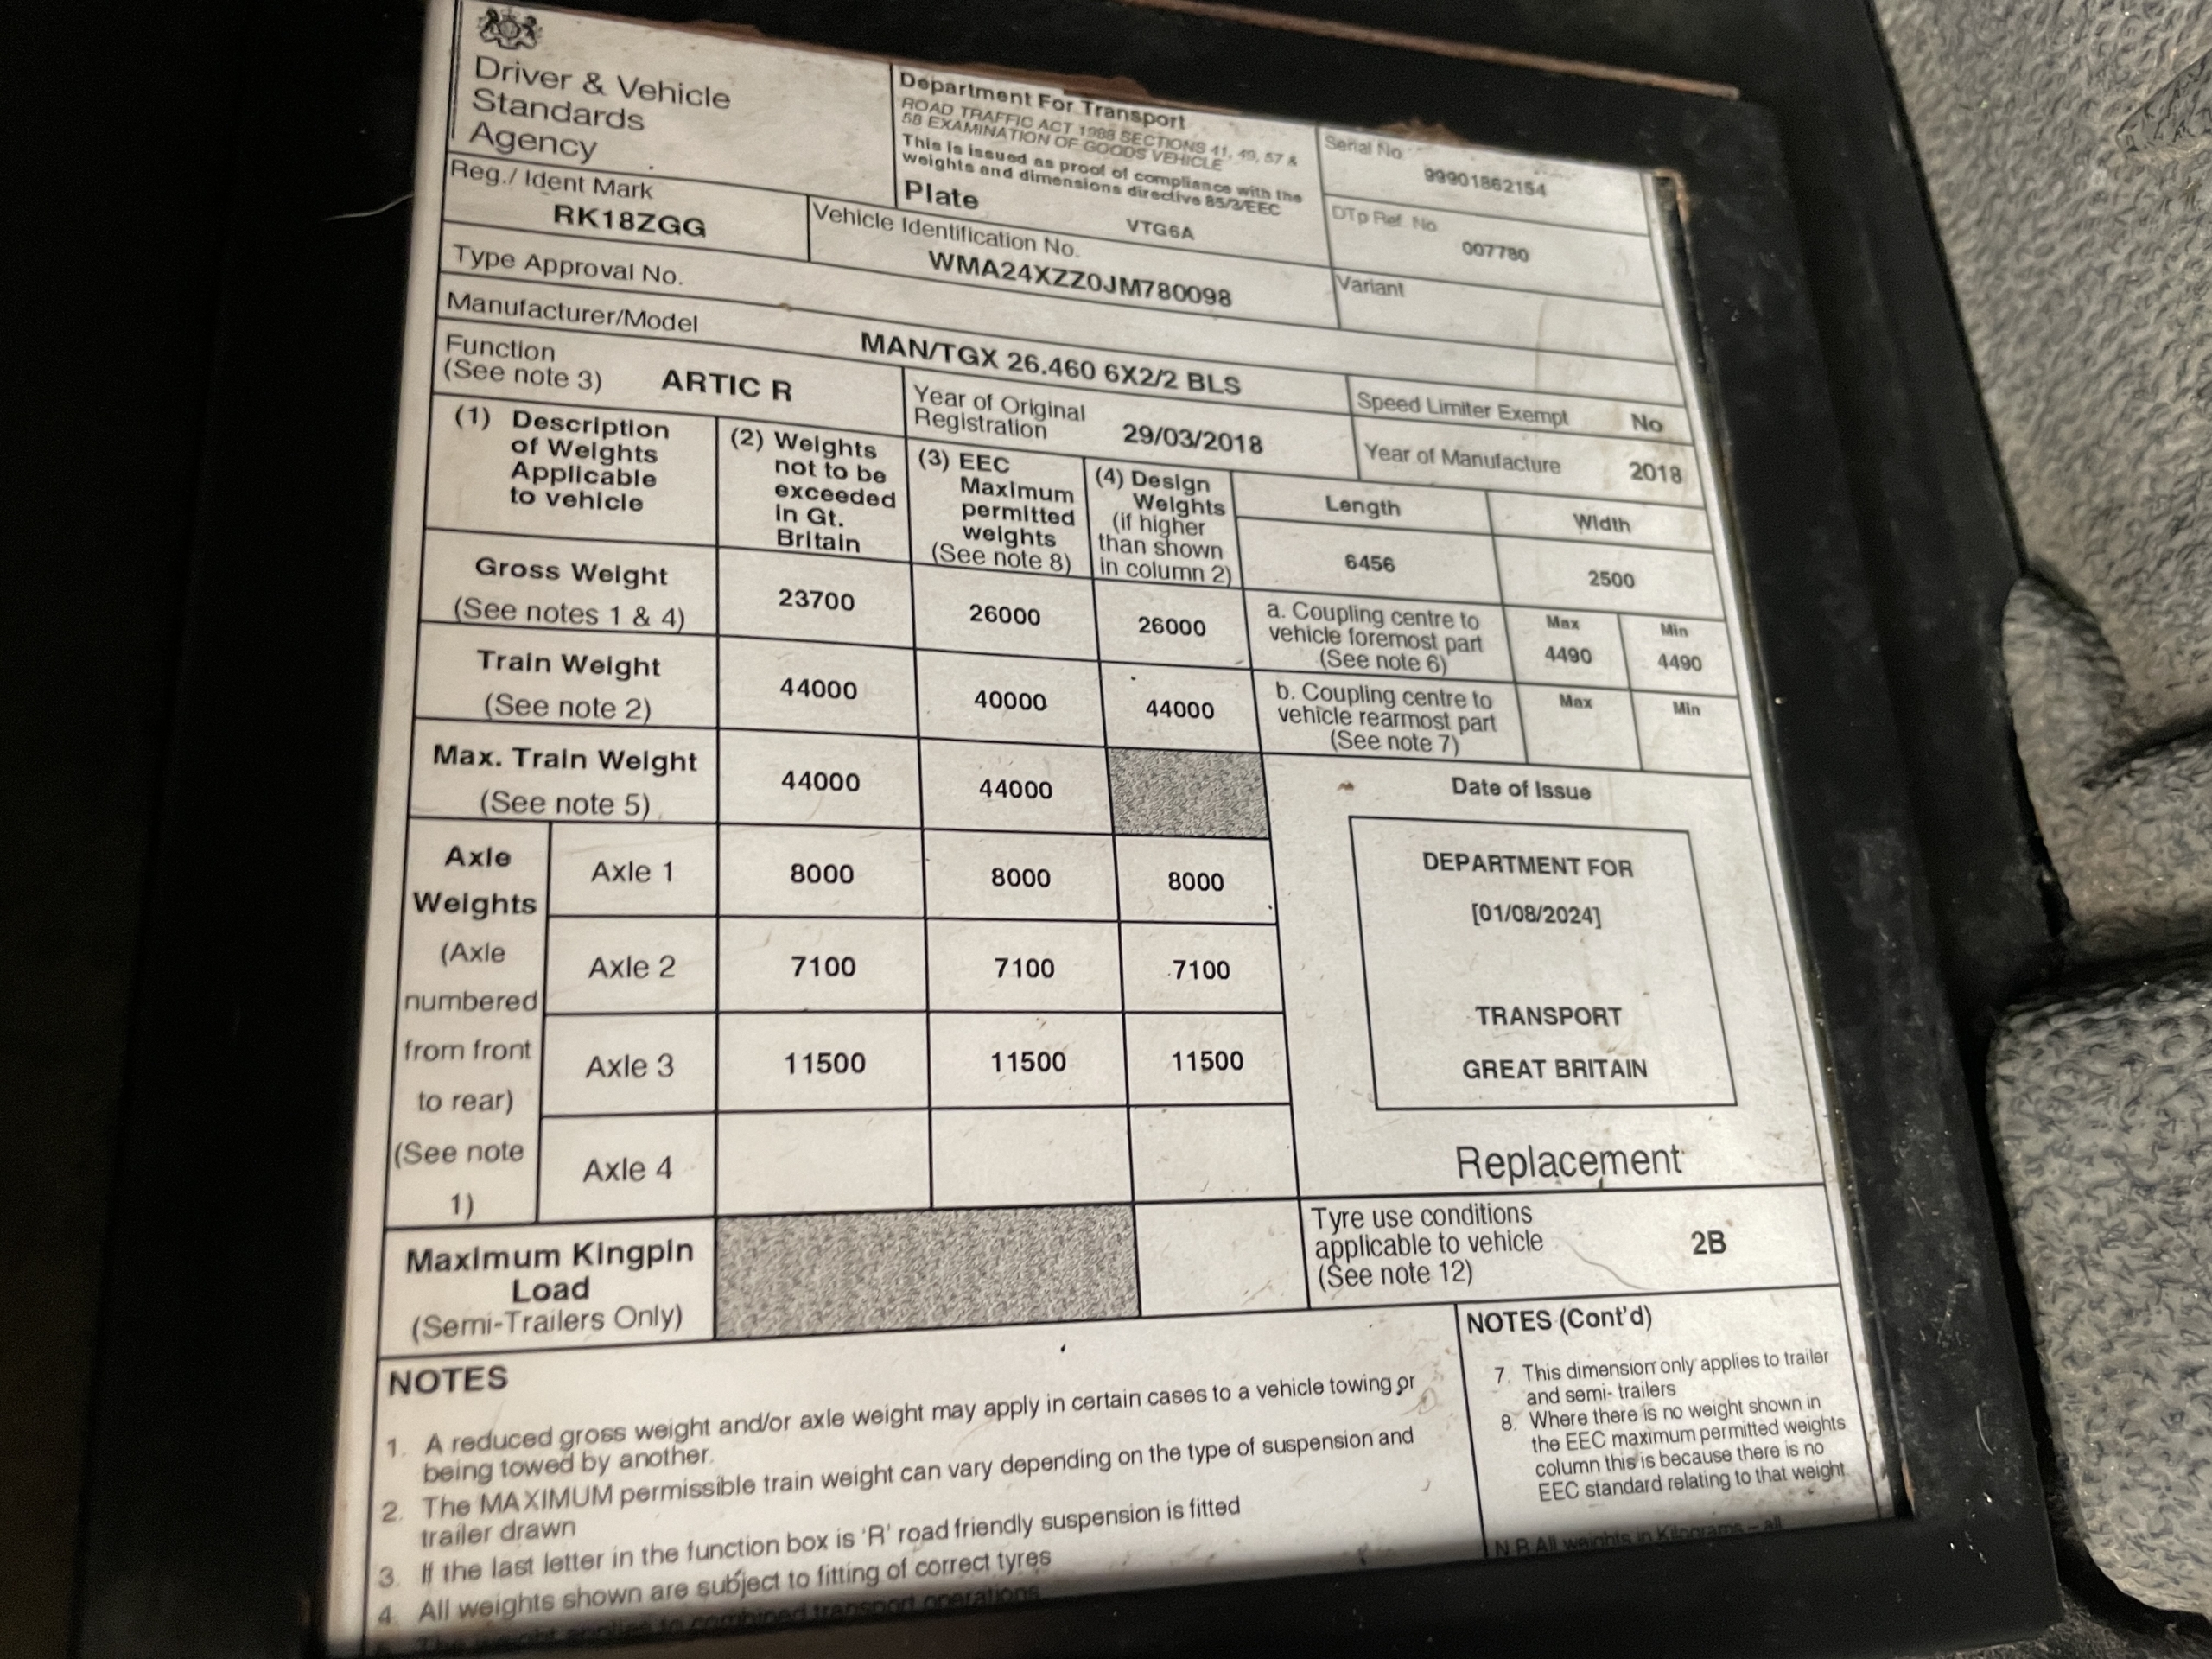 Driver & Vehicle
Standards
Agency
Department For Transport
ROAD TRAFFIC ACT 1988 SECTIONS 41, 49, 57 &
58 EXAMINATION OF GOODS VEHICLE
This is issued as proof of compliance with the
weights and dimensions directive 85/3/EEC
Plate
VTG6A
Serial No.
99901862154
DTp Ref. No.
007780
Reg./ Ident Mark
RK18ZGG
Vehicle Identification No.
WMA24XZZ0JM780098
Variant
Type Approval No.
Manufacturer/Model
MAN/TGX 26.460 6X2/2 BLS
Function
(See note 3)
ARTIC R
Year of Original
Registration
29/03/2018
Speed Limiter Exempt No
Year of Manufacture 2018
(1) Description
of Weights
Applicable
to vehicle
(2) Weights
not to be
exceeded
in Gt.
Britain
(3) EEC
Maximum
permitted
weights
(See note 8)
(4) Design
Weights
(if higher
than shown
in column 2)
Length
Width
6456
2500
Gross Weight
(See notes 1 & 4)
23700 26000 26000
a. Coupling centre to
vehicle foremost part
(See note 6)
Max
4490
Min
4490
Train Weight
(See note 2)
44000 40000 44000
b. Coupling centre to
vehicle rearmost part
(See note 7)
Max
Min
Max. Train Weight
(See note 5)
44000 44000
Date of Issue
DEPARTMENT FOR
[01/08/2024]
TRANSPORT
GREAT BRITAIN
Replacement
Axle
Weights
(Axle
numbered
from front
to rear)
(See note
1)
Axle 1 8000 8000 8000
Axle 2 7100 7100 7100
Axle 3 11500 11500 11500
Axle 4
Maximum Kingpin
Load
(Semi-Trailers Only)
Tyre use conditions
applicable to vehicle
(See note 12)
2B
NOTES
1. A reduced gross weight and/or axle weight may apply in certain cases to a vehicle towing or
being towed by another.
2. The MAXIMUM permissible train weight can vary depending on the type of suspension and
trailer drawn
3. If the last letter in the function box is 'R' road friendly suspension is fitted
4. All weights shown are subject to fitting of correct tyres
5. The weight applies to combined transport operations
NOTES (Cont'd)
7. This dimension only applies to trailer
and semi- trailers
8. Where there is no weight shown in
the EEC maximum permitted weights
column this is because there is no
EEC standard relating to that weight
N.B All weights in Kilograms – all